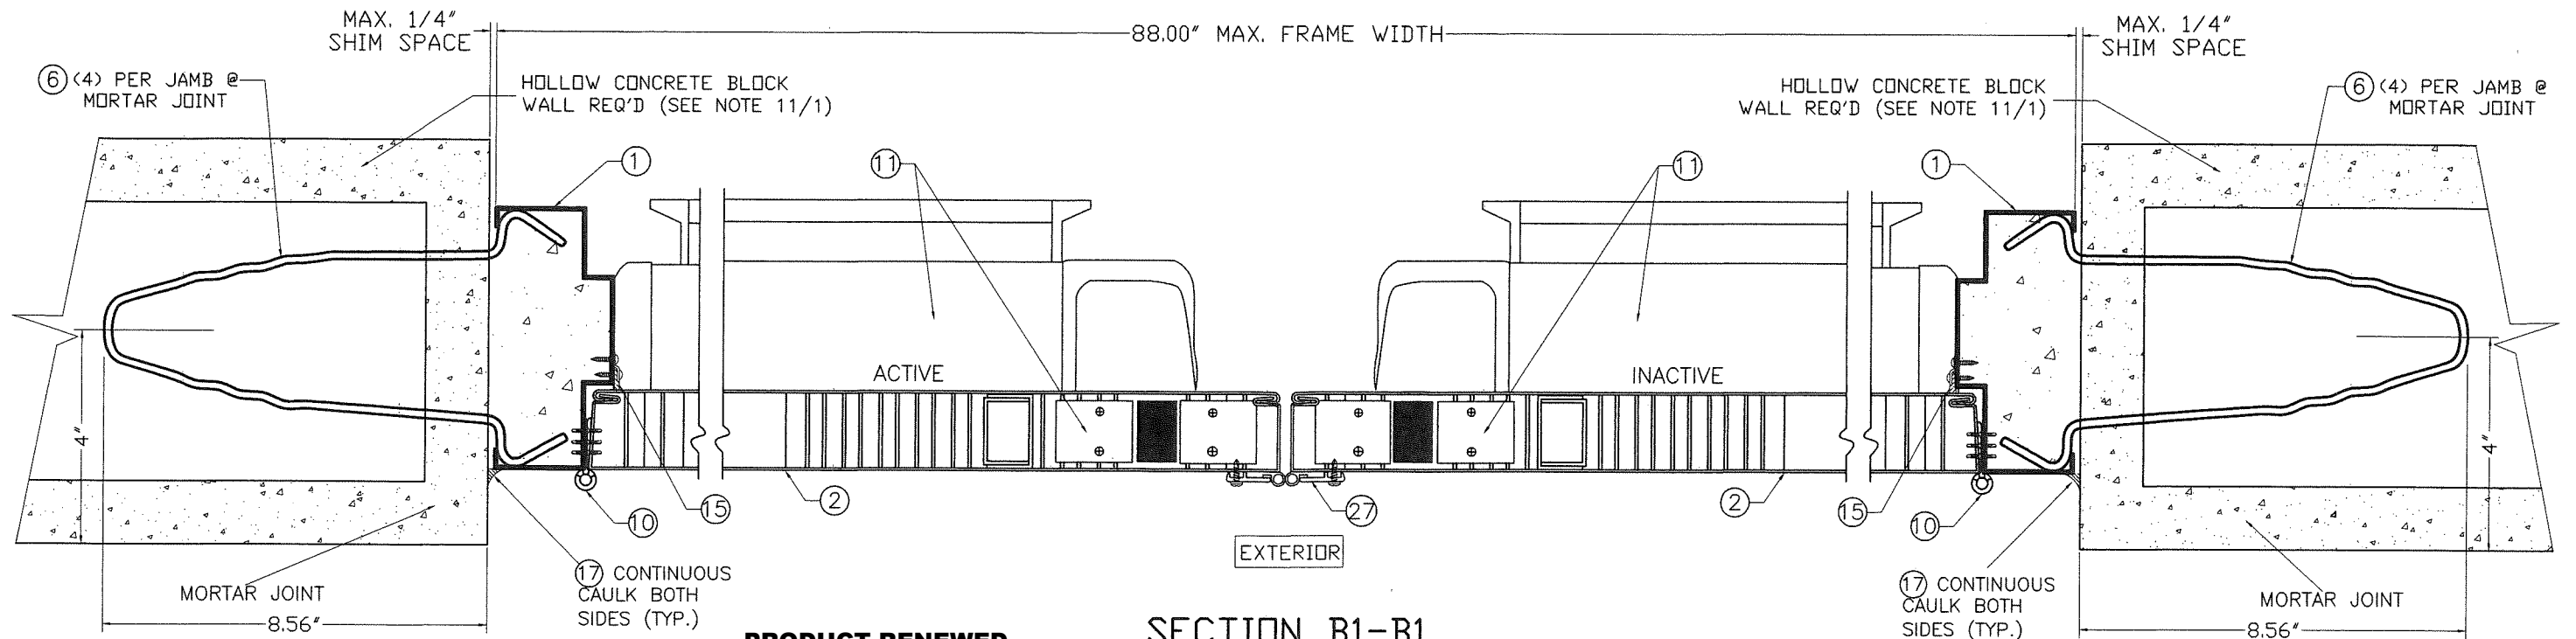 MAX. 1/4"
SHIM SPACE
88.00" MAX. FRAME WIDTH
MAX. 1/4"
SHIM SPACE
6 (4) PER JAMB @
MORTAR JOINT
HOLLOW CONCRETE BLOCK
WALL REQ'D (SEE NOTE 11/1)
HOLLOW CONCRETE BLOCK
WALL REQ'D (SEE NOTE 11/1)
6 (4) PER JAMB @
MORTAR JOINT
1
11
11
1
ACTIVE
INACTIVE
4"
4"
15
2
10
27
2
15
10
EXTERIOR
MORTAR JOINT
17 CONTINUOUS
CAULK BOTH
SIDES (TYP.)
17 CONTINUOUS
CAULK BOTH
SIDES (TYP.)
MORTAR JOINT
8.56"
8.56"
PRODUCT RENEWED
SECTION B1-B1